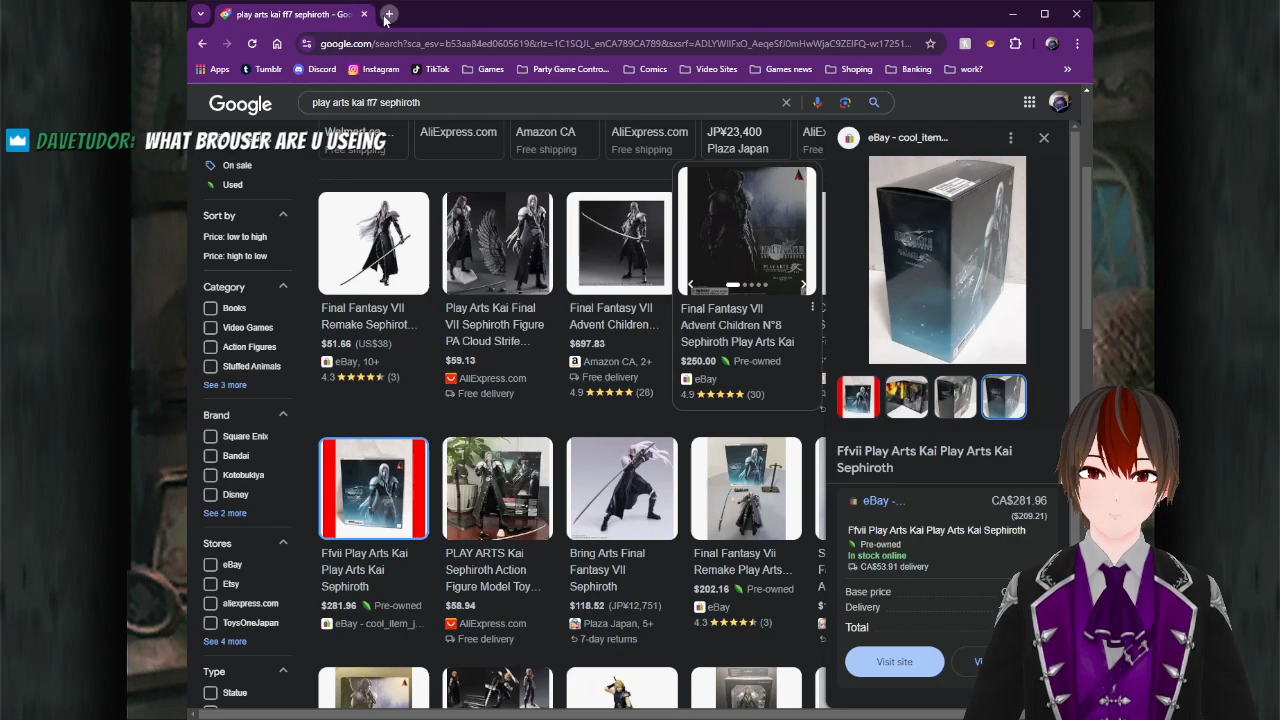 play arts kai ff7 sephiroth - Goo
google.com/search?sca_esv=b53aa84ed0605619&rlz=1C1SQJL_enCA789CA789&sxsrf=
Apps
Tumblr
Discord
Instagram
TikTok
Games
Party Game Contro...
Comics
Video Sites
Games news
Shoping
Banking
work?
»
Google
play arts kai ff7 sephiroth
DAVETUDOR: WHAT BROUSER ARE U USEING
AliExpress.com
Free shipping
Amazon CA
Free shipping
AliExpress.com
Free shipping
JP¥23,400
Plaza Japan
Free
On sale
Used
Sort by
Price: low to high
Price: high to low
Category
Books
Video Games
Action Figures
Stuffed Animals
See 3 more
Brand
Square Enix
Bandai
Kotobukiya
Disney
See 2 more
Stores
eBay
Etsy
aliexpress.com
ToysOneJapan
See 4 more
Type
Statue
Final Fantasy VII
Remake Sephirot...
$51.66 (US$38)
eBay, 10+
4.3 (3)
Play Arts Kai Final
VII Sephiroth Figure
PA Cloud Strife...
$59.13
AliExpress.com
Free delivery
Final Fantasy VII
Advent Children...
$697.83
Amazon CA, 2+
Free delivery
4.9 (28)
Final Fantasy VII
Advent Children N°8
Sephiroth Play Arts Kai
$250.00 Pre-owned
eBay
4.9 (30)
Ffvii Play Arts Kai
Play Arts Kai
Sephiroth
$281.96 Pre-owned
eBay - cool_item_j...
PLAY ARTS Kai
Sephiroth Action
Figure Model Toy...
$58.94
AliExpress.com
Free delivery
Bring Arts Final
Fantasy VII
Sephiroth
$118.52 (JP¥12,751)
Plaza Japan, 5+
7-day returns
Final Fantasy Vii
Remake Play Arts...
$202.16 Pre-owned
eBay
4.3 (3)
eBay - cool_item...
Ffvii Play Arts Kai Play Arts Kai
Sephiroth
eBay -... CA$281.96
($209.21)
Ffvii Play Arts Kai Play Arts Kai Sephiroth
Pre-owned
In stock online
CA$53.91 delivery
Base price
Delivery
Total
Visit site